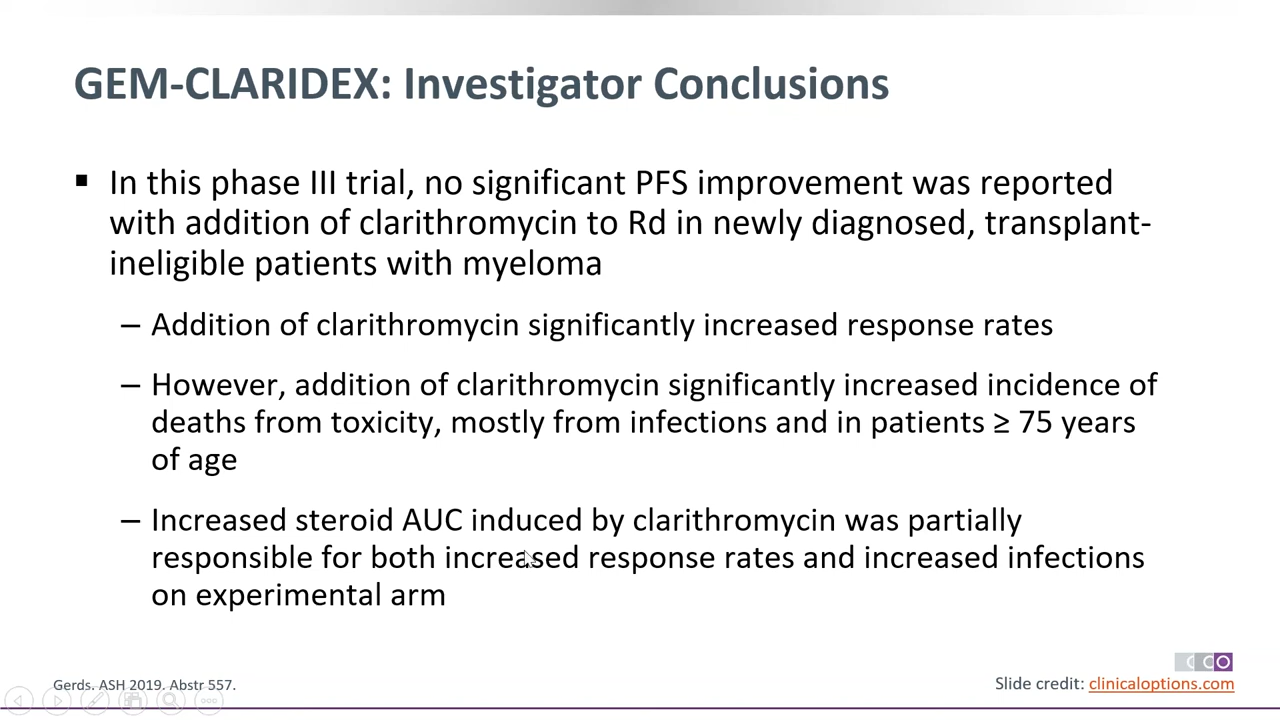 GEM-CLARIDEX: Investigator Conclusions
▪ In this phase III trial, no significant PFS improvement was reported
with addition of clarithromycin to Rd in newly diagnosed, transplant-
ineligible patients with myeloma
– Addition of clarithromycin significantly increased response rates
– However, addition of clarithromycin significantly increased incidence of
deaths from toxicity, mostly from infections and in patients ≥ 75 years
of age
– Increased steroid AUC induced by clarithromycin was partially
responsible for both increased response rates and increased infections
on experimental arm
CCO
Gerds. ASH 2019. Abstr 557.
Slide credit: clinicaloptions.com